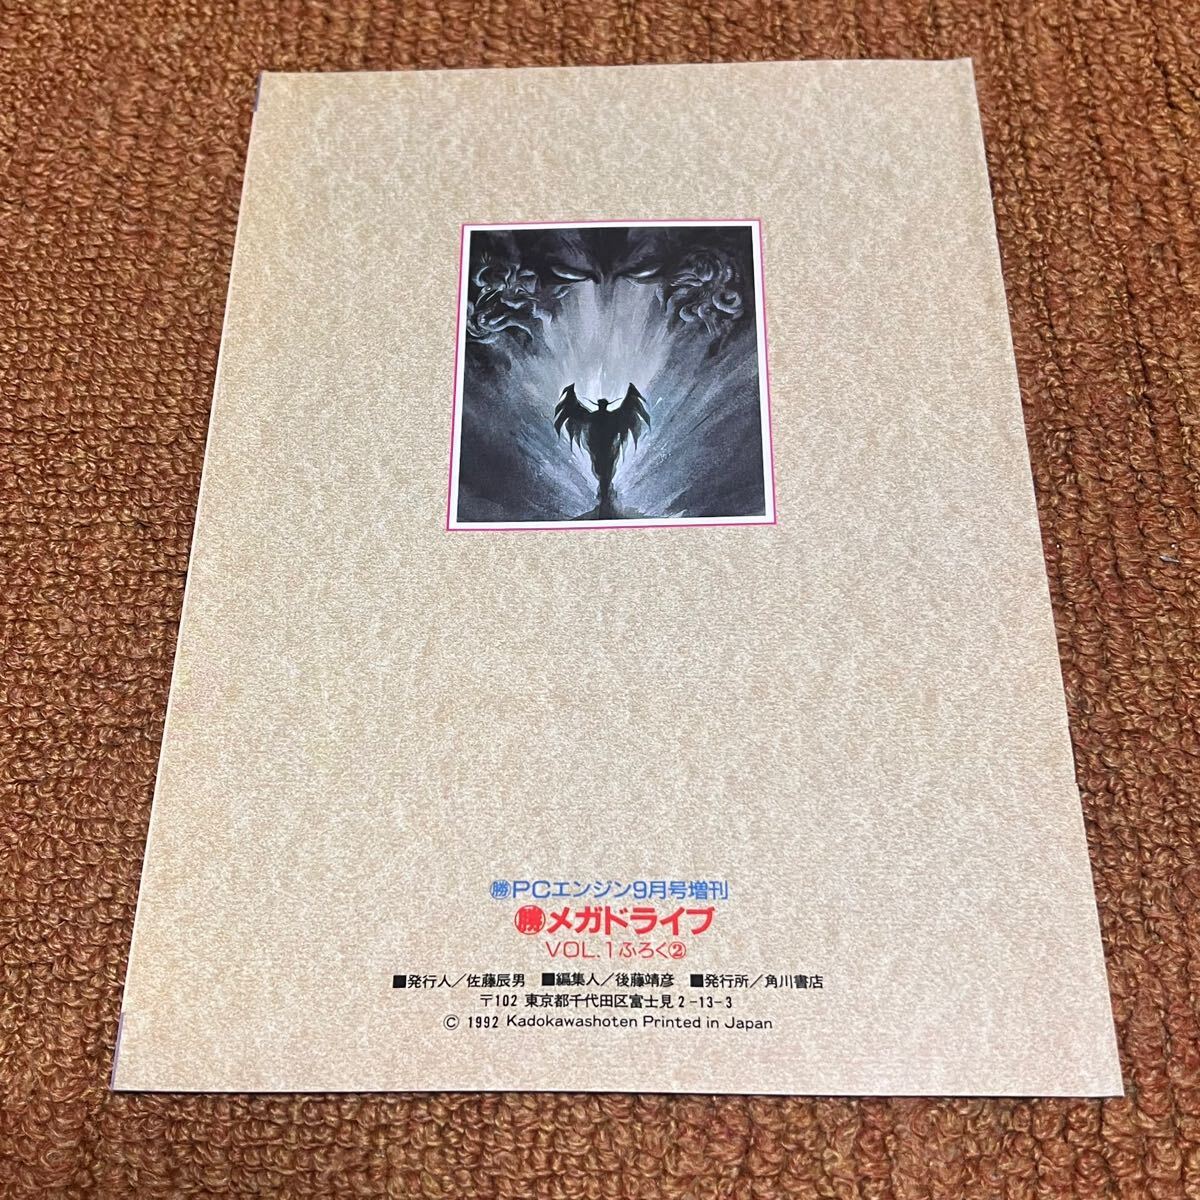 ㊝PCエンジン9月号増刊
㊝メガドライブ
VOL.1ふろく②
■発行人／佐藤辰男 ■編集人／後藤靖彦 ■発行所／角川書店
〒102 東京都千代田区富士見2-13-3
© 1992 Kadokawashoten Printed in Japan